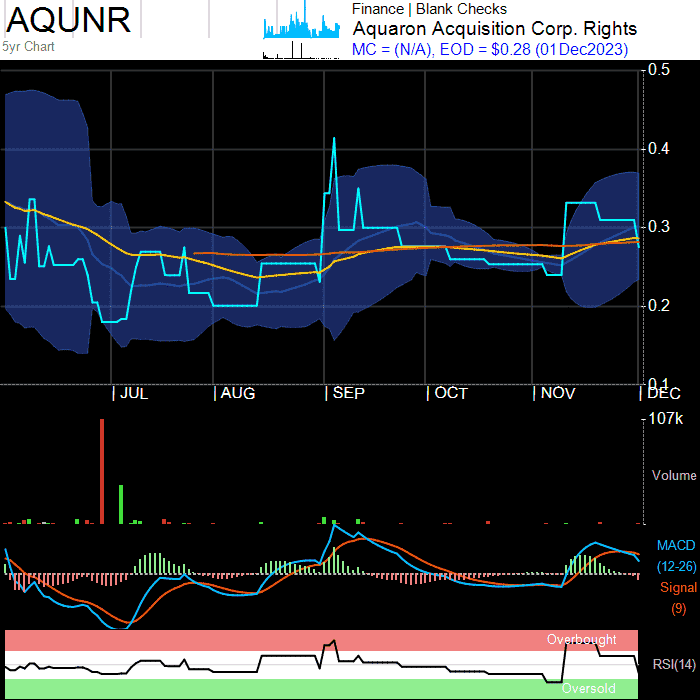 AQUNR
5yr Chart
Finance | Blank Checks
Aquaron Acquisition Corp. Rights
MC = (N/A), EOD = $0.28 (01Dec2023)
0.5
0.4
0.3
0.2
0.1
JUL
AUG
SEP
OCT
NOV
DEC
107k
Volume
MACD
(12-26)
Signal
(9)
Overbought
RSI(14)
Oversold